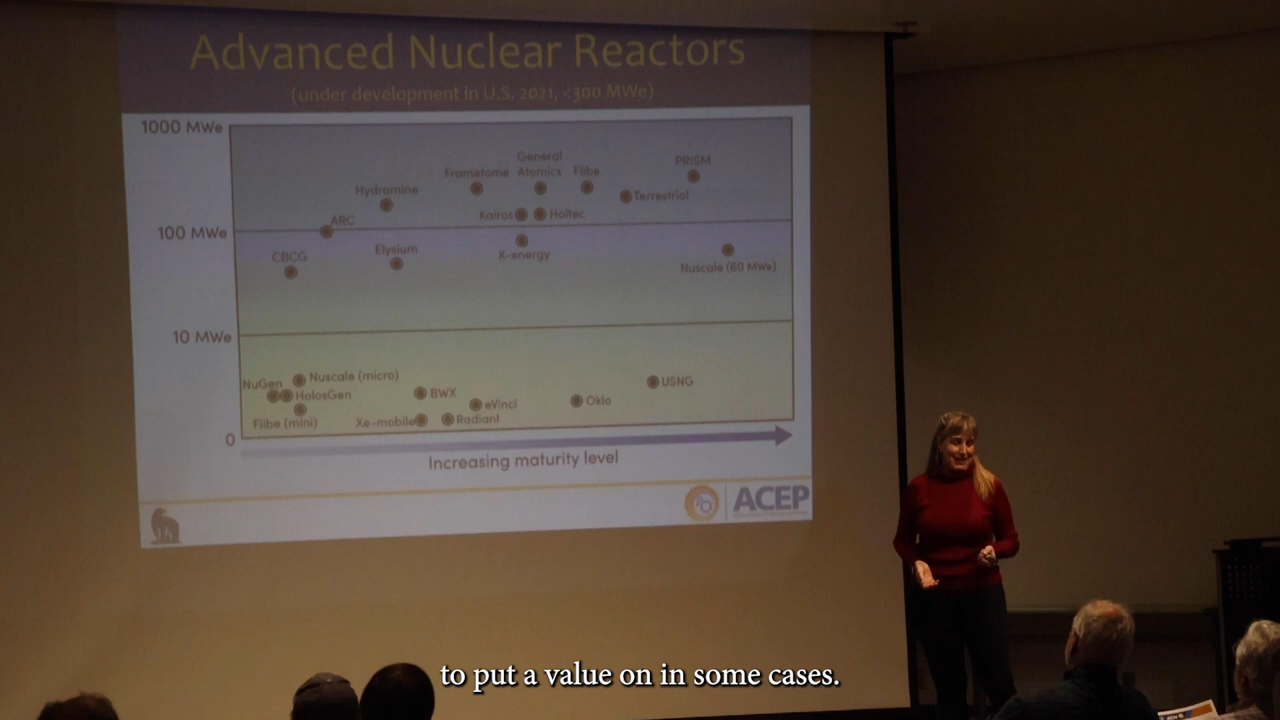 Advanced Nuclear Reactors
(under development in U.S. 2021, <300 MWe)
1000 MWe
General
Atomics
Framatome
Flibe
PRISM
Hydromine
Terrestrial
Kairos
Holtec
ARC
100 MWe
CBCG
Elysium
X-energy
Nuscale (60 MWe)
10 MWe
NuGen
Nuscale (micro)
HolosGen
BWX
eVinci
Oklo
USNG
Flibe (mini)
Xe-mobile
Radiant
0
Increasing maturity level
ACEP
to put a value on in some cases.